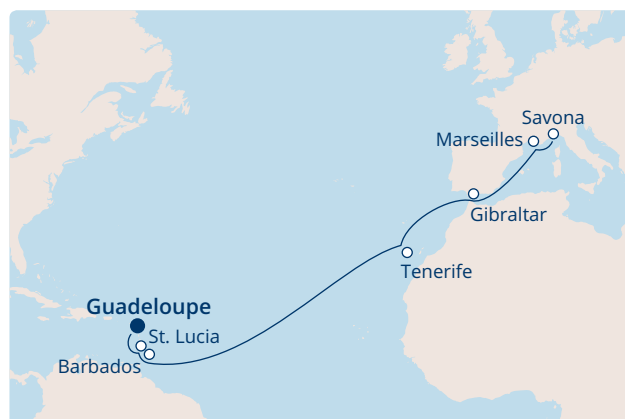 Savona
Marseilles
Gibraltar
Tenerife
Guadeloupe
St. Lucia
Barbados